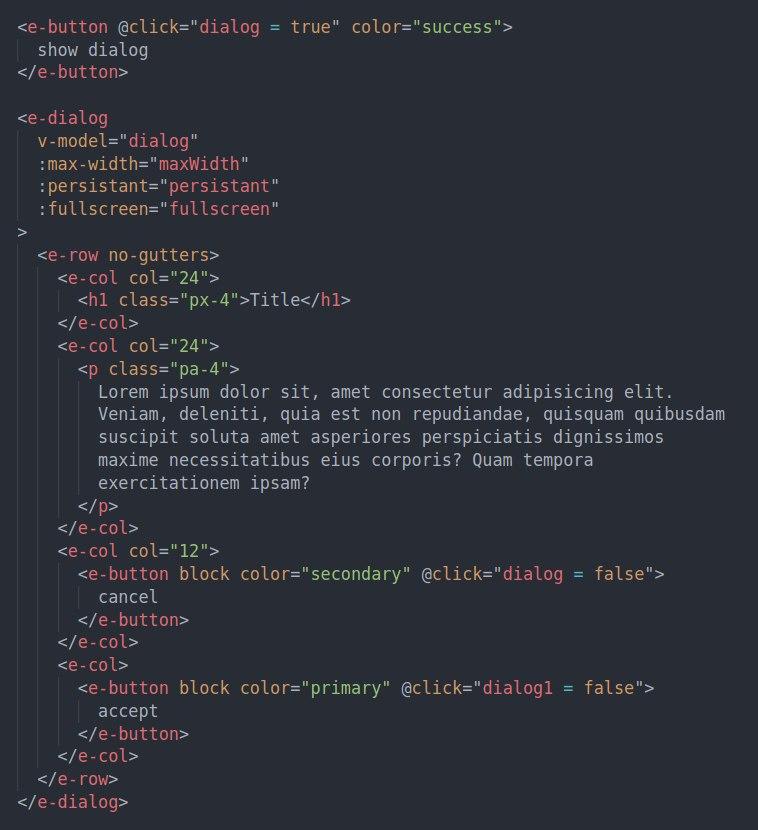 <e-button @click="dialog = true" color="success">
  show dialog
</e-button>

<e-dialog
  v-model="dialog"
  :max-width="maxWidth"
  :persistant="persistant"
  :fullscreen="fullscreen"
>
  <e-row no-gutters>
    <e-col col="24">
      <h1 class="px-4">Title</h1>
    </e-col>
    <e-col col="24">
      <p class="pa-4">
        Lorem ipsum dolor sit, amet consectetur adipisicing elit.
        Veniam, deleniti, quia est non repudiandae, quisquam quibusdam
        suscipit soluta amet asperiores perspiciatis dignissimos
        maxime necessitatibus eius corporis? Quam tempora
        exercitationem ipsam?
      </p>
    </e-col>
    <e-col col="12">
      <e-button block color="secondary" @click="dialog = false">
        cancel
      </e-button>
    </e-col>
    <e-col>
      <e-button block color="primary" @click="dialog1 = false">
        accept
      </e-button>
    </e-col>
  </e-row>
</e-dialog>